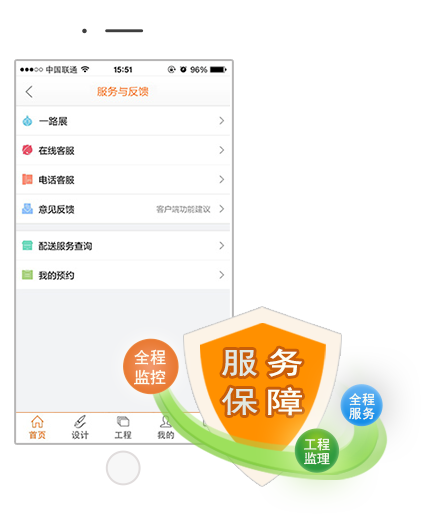 中国联通 15:51 96%
服务与反馈
一路展
在线客服
电话客服
意见反馈 客户端功能建议
配送服务查询
我的预约
服务
保障
全程
监控
全程
服务
工程
监理
首页 设计 工程 我的